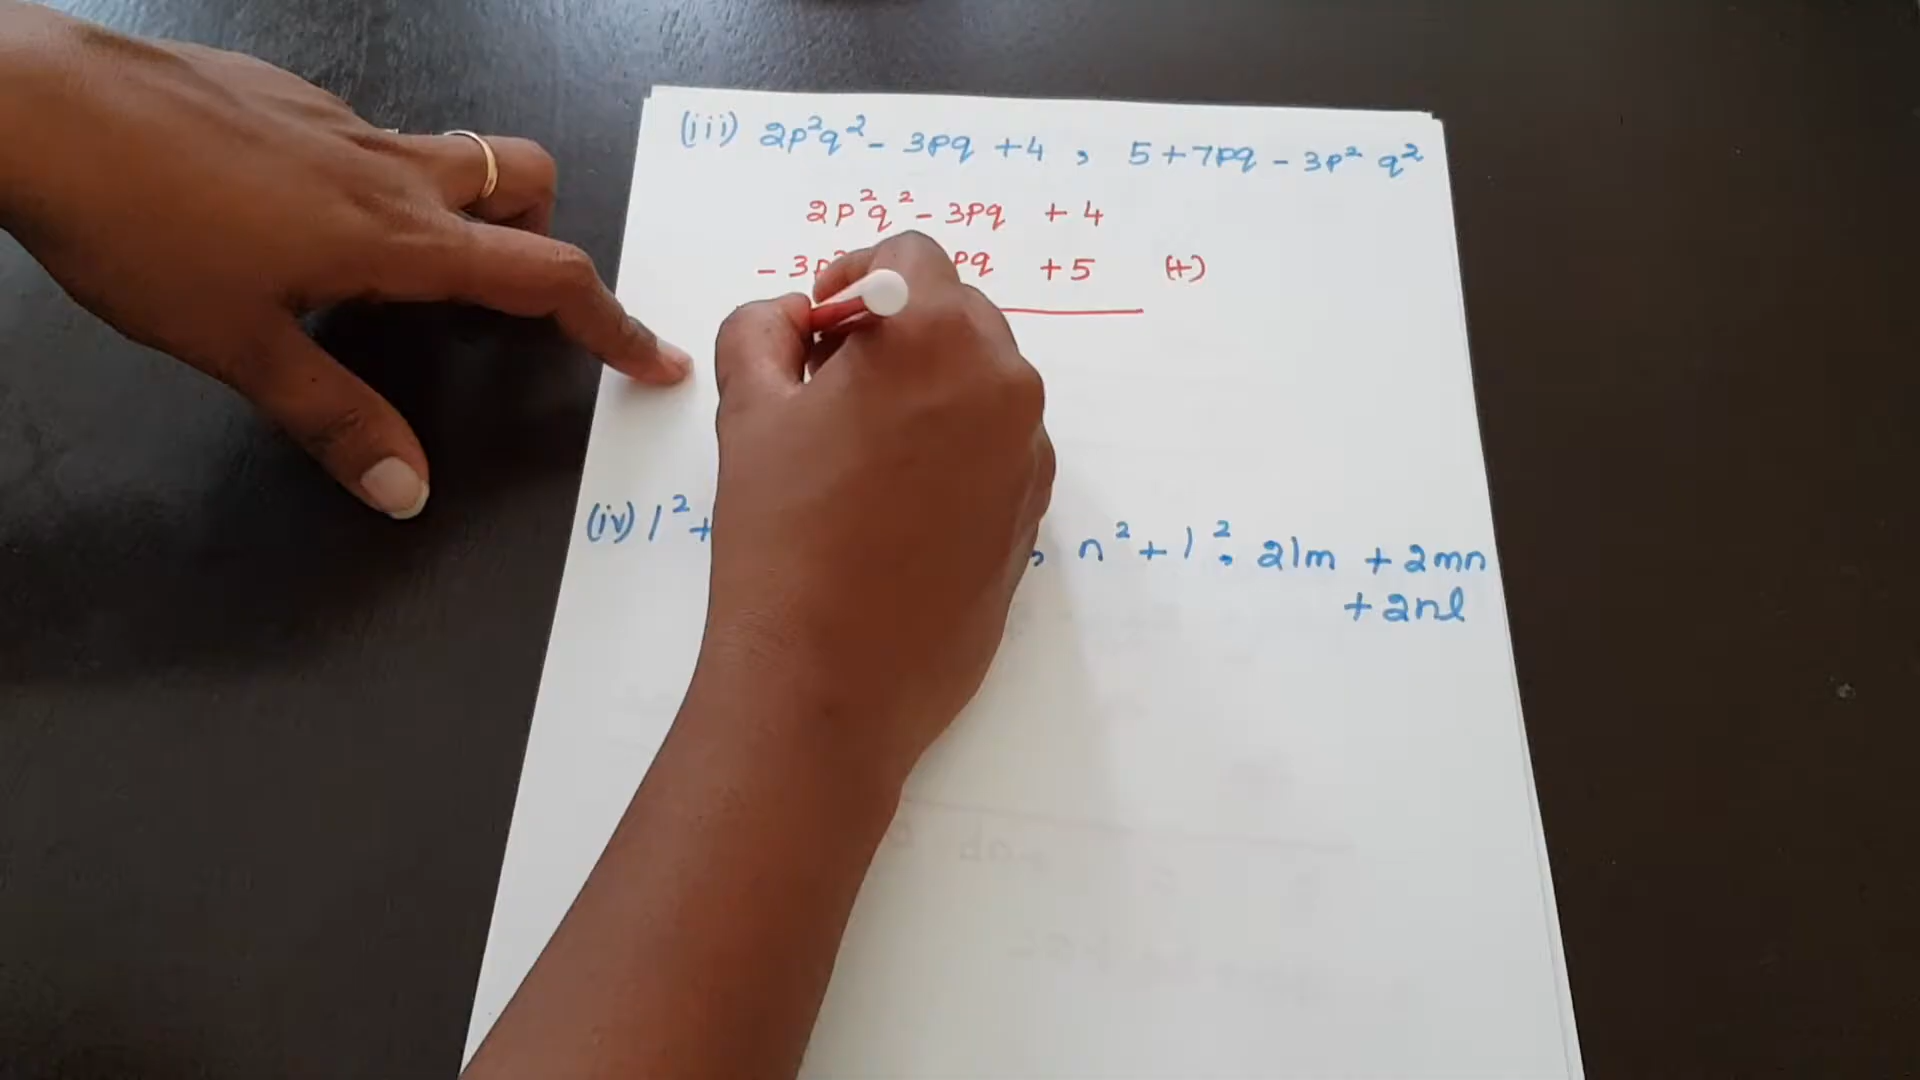 (iii) 2p²q² - 3pq + 4 , 5 + 7pq - 3p² q²
2p²q² - 3pq + 4
- 3p² pq + 5 (+)
(iv) l² + , n² + l² , 2lm + 2mn
+ 2nl